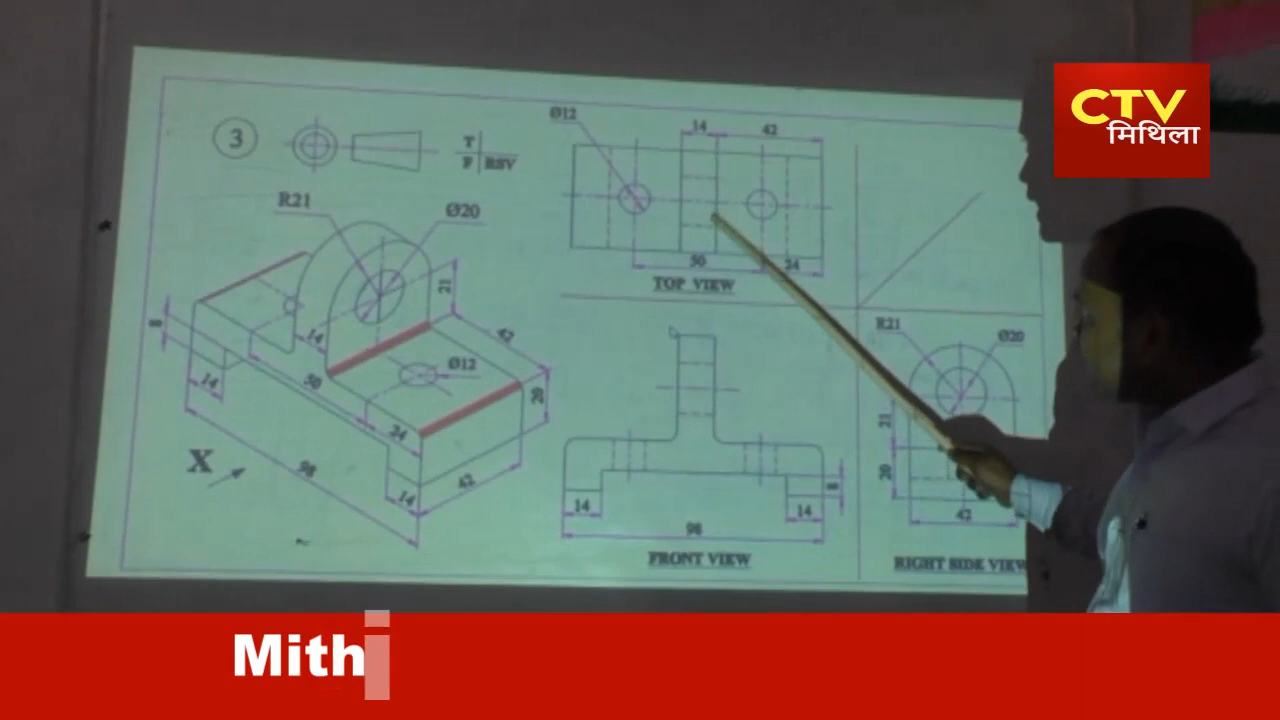 CTV
मिथिला
3
T
F RSV
R21
Ø20
21
42
8
14
14
50
Ø12
20
24
X
98
14
42
Ø12
14
42
50
24
TOP VIEW
8
14
14
98
FRONT VIEW
R21
Ø20
21
20
42
RIGHT SIDE VIEW
Mith